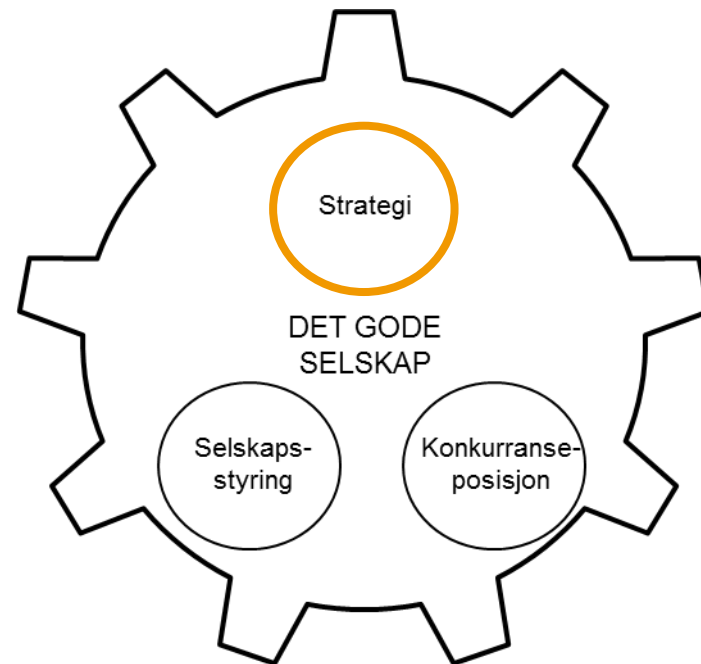 Strategi
DET GODE
SELSKAP
Selskaps-
styring
Konkurranse-
posisjon